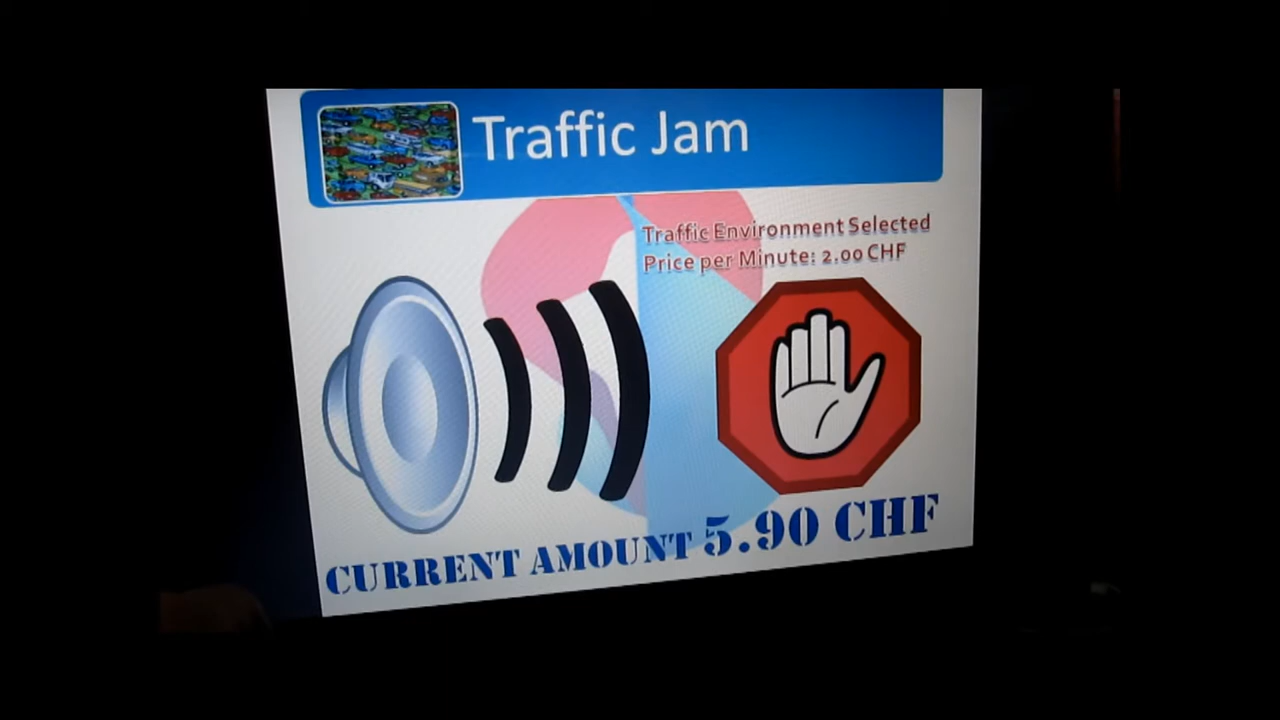 Traffic Jam
Traffic Environment Selected
Price per Minute: 2.00 CHF
CURRENT AMOUNT 5.90 CHF